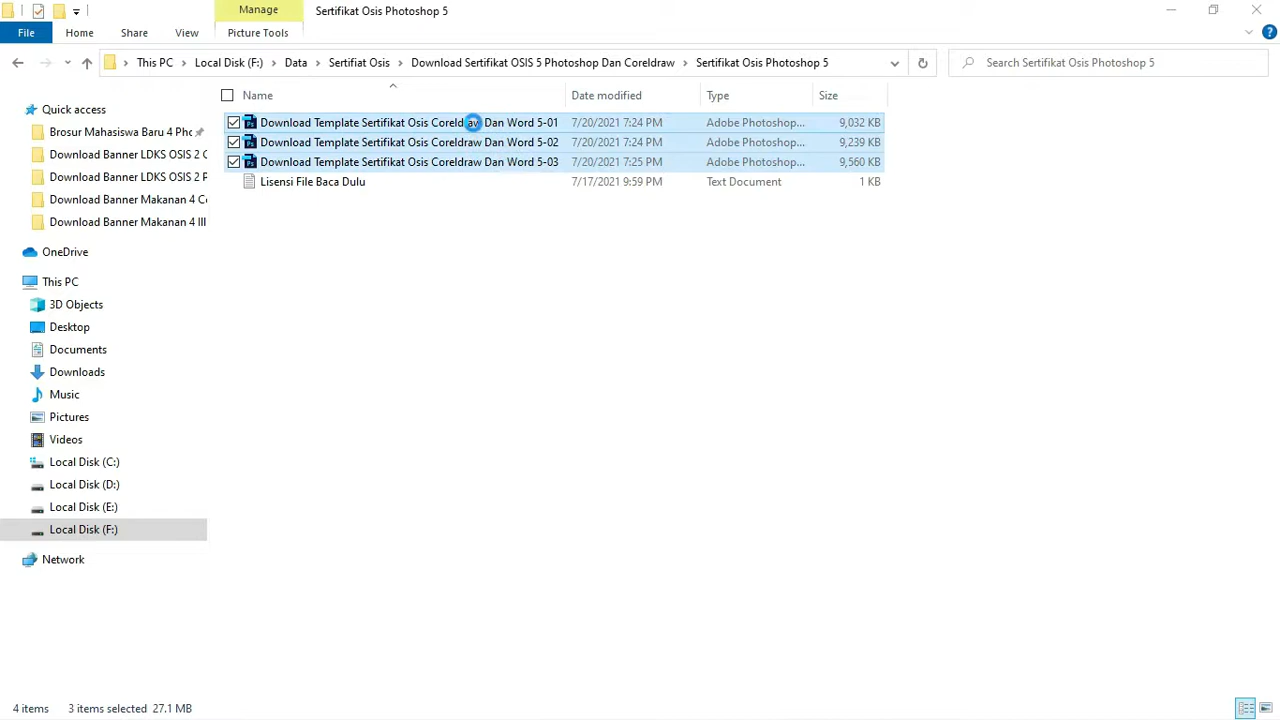 Manage
Sertifikat Osis Photoshop 5
File
Home
Share
View
Picture Tools
This PC
Local Disk (F:)
Data
Sertifiat Osis
Download Sertifikat OSIS 5 Photoshop Dan Coreldraw
Sertifikat Osis Photoshop 5
Search Sertifikat Osis Photoshop 5
Name
Date modified
Type
Size
Download Template Sertifikat Osis Coreldraw Dan Word 5-01
7/20/2021 7:24 PM
Adobe Photoshop...
9,032 KB
Download Template Sertifikat Osis Coreldraw Dan Word 5-02
7/20/2021 7:24 PM
Adobe Photoshop...
9,239 KB
Download Template Sertifikat Osis Coreldraw Dan Word 5-03
7/20/2021 7:25 PM
Adobe Photoshop...
9,560 KB
Lisensi File Baca Dulu
7/17/2021 9:59 PM
Text Document
1 KB
Quick access
Brosur Mahasiswa Baru 4 Phc
Download Banner LDKS OSIS 2 C
Download Banner LDKS OSIS 2 P
Download Banner Makanan 4 Co
Download Banner Makanan 4 Ill
OneDrive
This PC
3D Objects
Desktop
Documents
Downloads
Music
Pictures
Videos
Local Disk (C:)
Local Disk (D:)
Local Disk (E:)
Local Disk (F:)
Network
4 items
3 items selected 27.1 MB